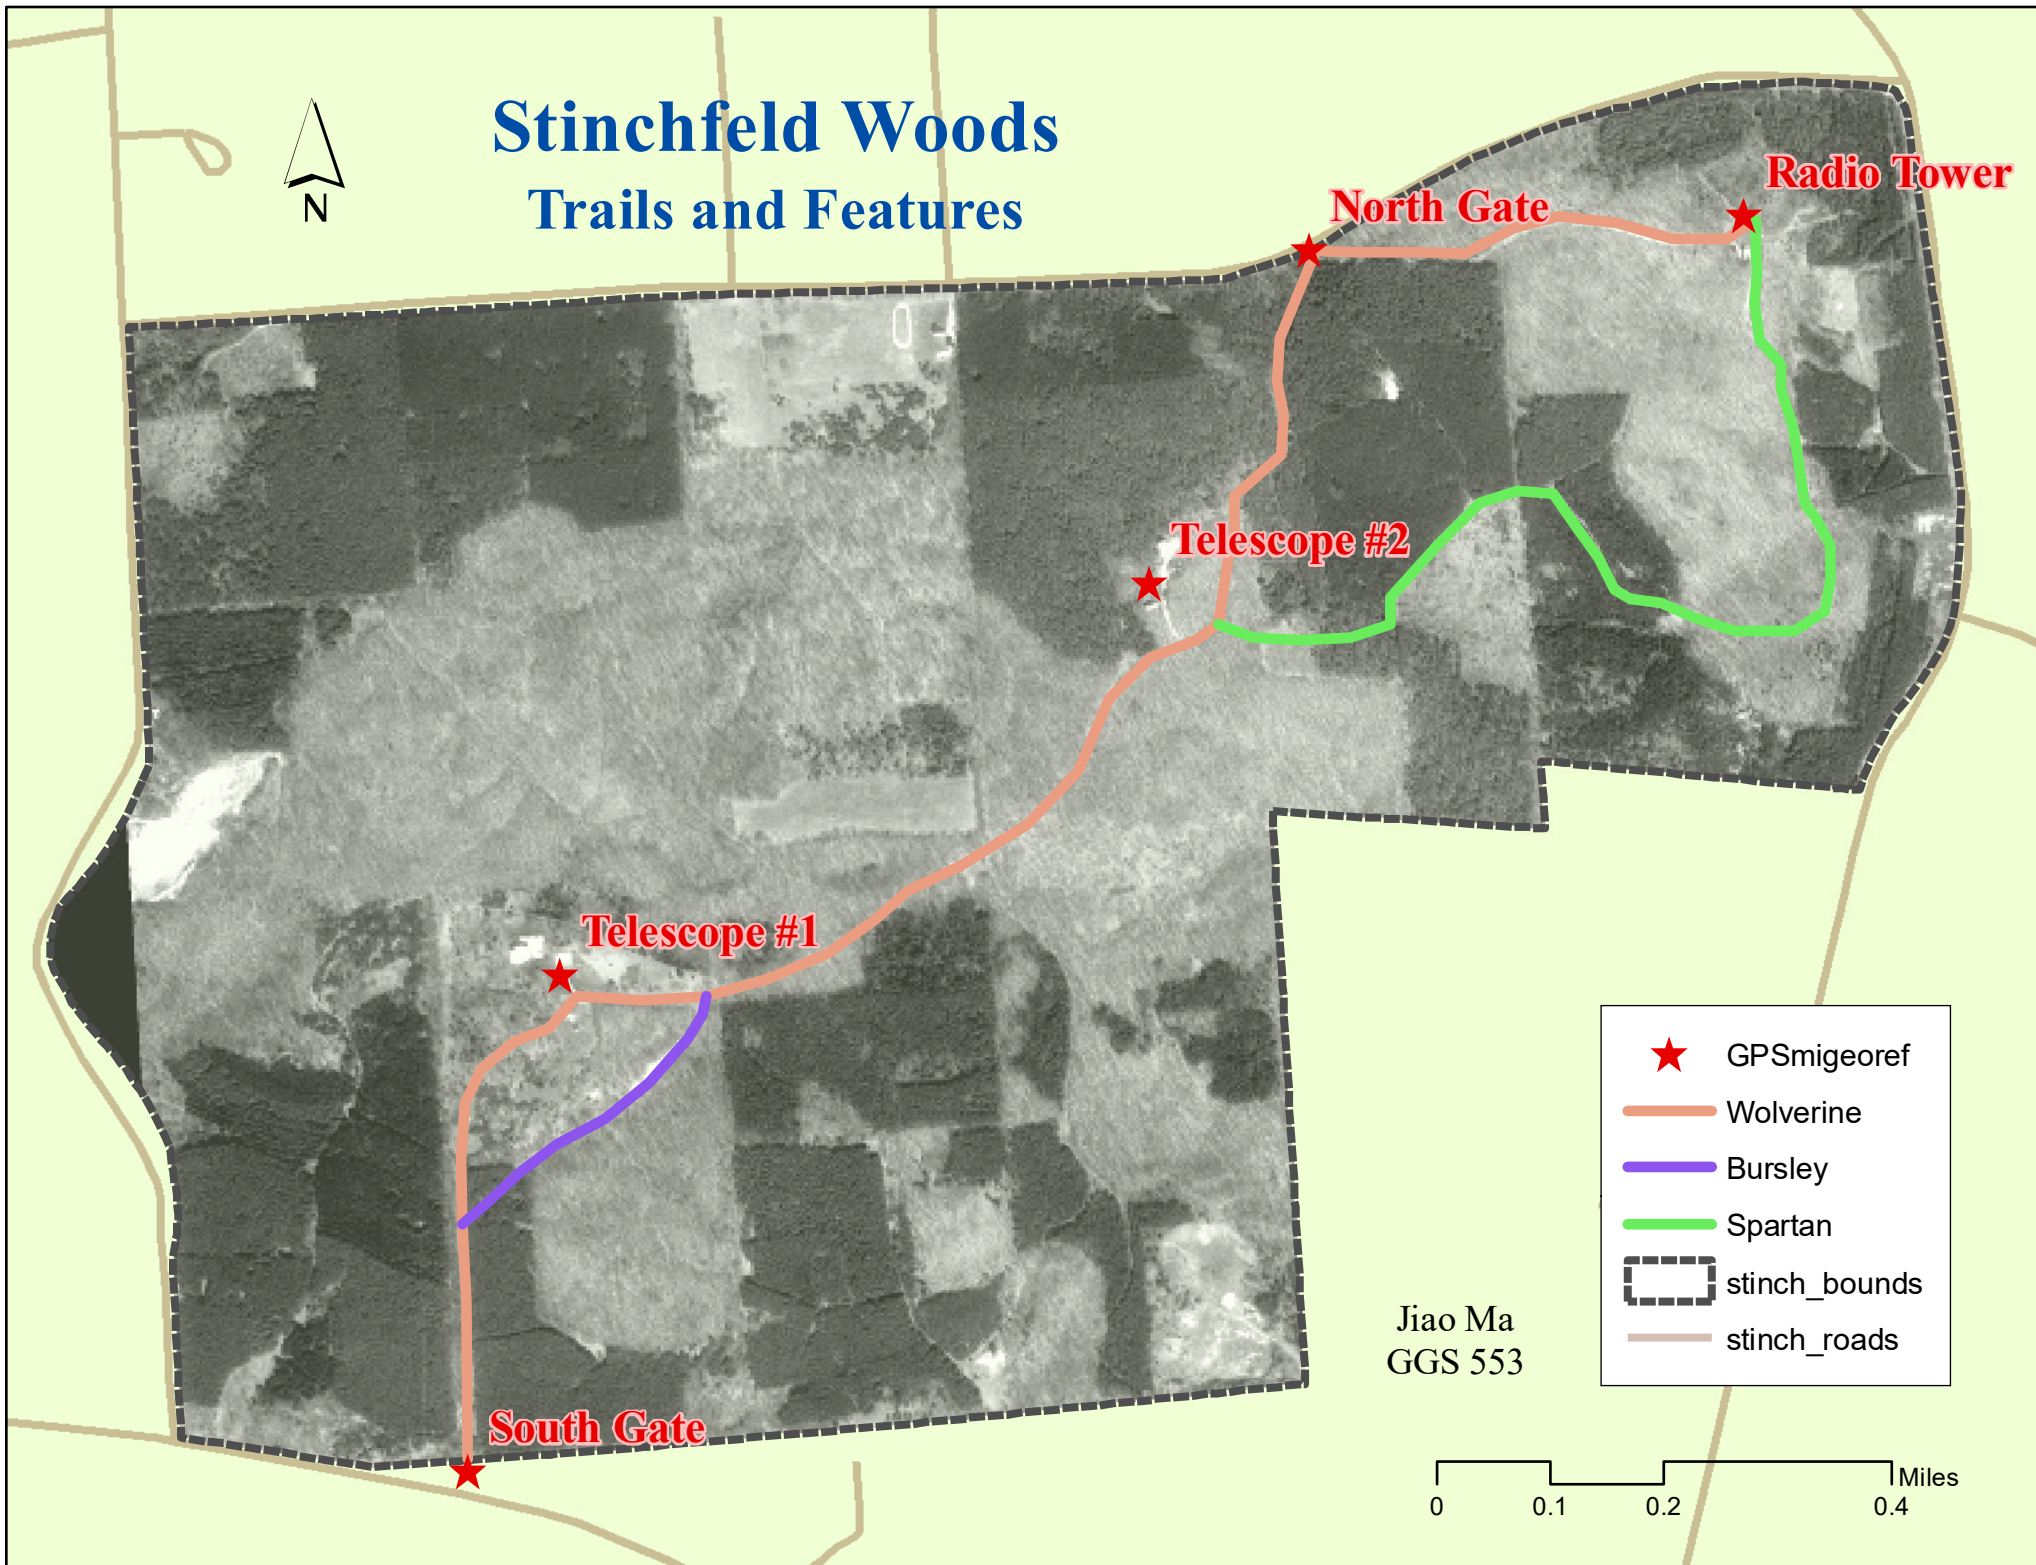 Stinchfeld Woods
Trails and Features
N
Radio Tower
North Gate
Telescope #2
Telescope #1
South Gate
GPSmigeoref
Wolverine
Bursley
Spartan
stinch_bounds
stinch_roads
Jiao Ma
GGS 553
Miles
0 0.1 0.2 0.4